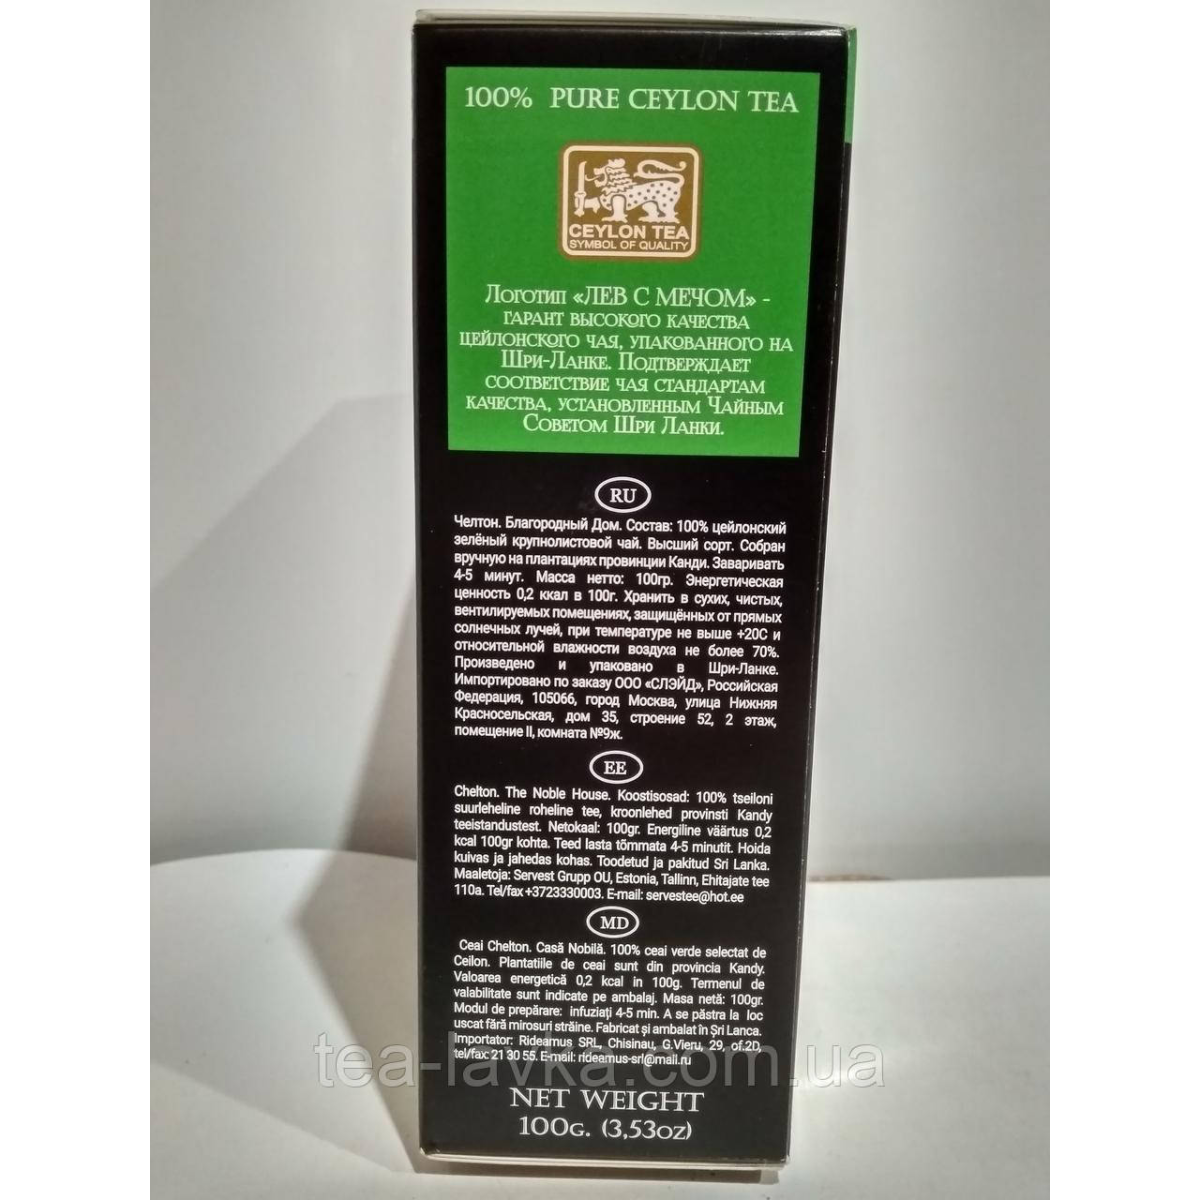 100% PURE CEYLON TEA
CEYLON TEA
SYMBOL OF QUALITY
Логотип «ЛЕВ С МЕЧОМ» -
гарант высокого качества
цейлонского чая, упакованного на
Шри-Ланке. Подтверждает
соответствие чая стандартам
качества, установленным Чайным
Советом Шри Ланки.
RU
Челтон. Благородный Дом. Состав: 100% цейлонский
зелёный крупнолистовой чай. Высший сорт. Собран
вручную на плантациях провинции Канди. Заваривать
4-5 минут. Масса нетто: 100гр. Энергетическая
ценность 0,2 ккал в 100г. Хранить в сухих, чистых,
вентилируемых помещениях, защищённых от прямых
солнечных лучей, при температуре не выше +20С и
относительной влажности воздуха не более 70%.
Произведено и упаковано в Шри-Ланке.
Импортировано по заказу ООО «СЛЭЙД», Российская
Федерация, 105066, город Москва, улица Нижняя
Красносельская, дом 35, строение 52, 2 этаж,
помещение II, комната №9ж.
EE
Chelton. The Noble House. Koostisosad: 100% tseiloni
suurleheline roheline tee, kroonlehed provinsti Kandy
teeistandustest. Netokaal: 100gr. Energiline väärtus 0,2
kcal 100gr kohta. Teed lasta tõmmata 4-5 minutit. Hoida
kuivas ja jahedas kohas. Toodetud ja pakitud Sri Lanka.
Maaletoja: Servest Grupp OU, Estonia, Tallinn, Ehitajate tee
110a. Tel/fax +3723330003. E-mail: servestee@hot.ee
MD
Ceai Chelton. Casă Nobilă. 100% ceai verde selectat de
Ceilon. Plantatiile de ceai sunt din provincia Kandy.
Valoarea energetică 0,2 kcal in 100g. Termenul de
valabilitate sunt indicate pe ambalaj. Masa netă: 100gr.
Modul de preparare: infuziați 4-5 min. A se păstra la loc
uscat fără mirosuri străine. Fabricat și ambalat în Șri Lanca.
Importator: Rideamus SRL, Chisinau, G.Vieru, 29, of.2D,
tel/fax: 21 30 55. E-mail: rideamus-srl@mail.ru
tea-lavka.com.ua
NET WEIGHT
100G. (3,53OZ)